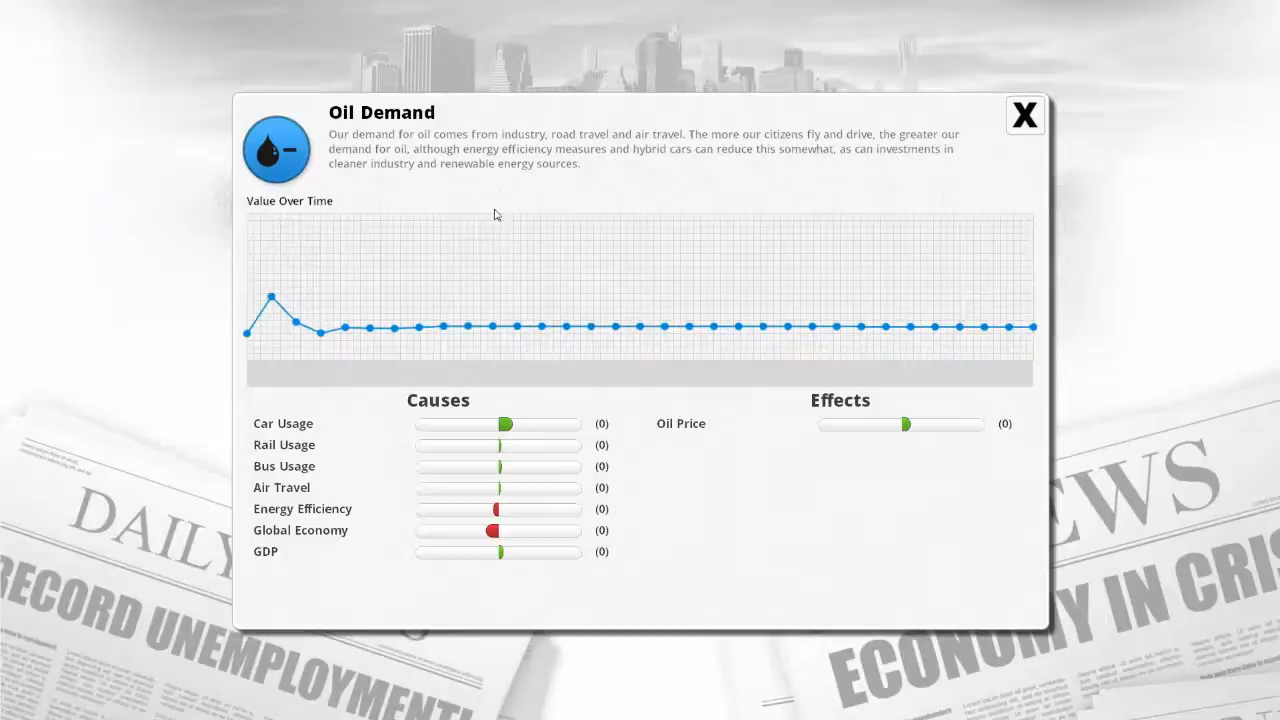 Oil Demand
X
Our demand for oil comes from industry, road travel and air travel. The more our citizens fly and drive, the greater our
demand for oil, although energy efficiency measures and hybrid cars can reduce this somewhat, as can investments in
cleaner industry and renewable energy sources.
Value Over Time
Causes
Effects
Car Usage (0)
Oil Price (0)
Rail Usage (0)
Bus Usage (0)
Air Travel (0)
Energy Efficiency (0)
Global Economy (0)
GDP (0)
DAILY
EWS
RECORD UNEMPLOYMENT!
ECONOMY IN CRIS